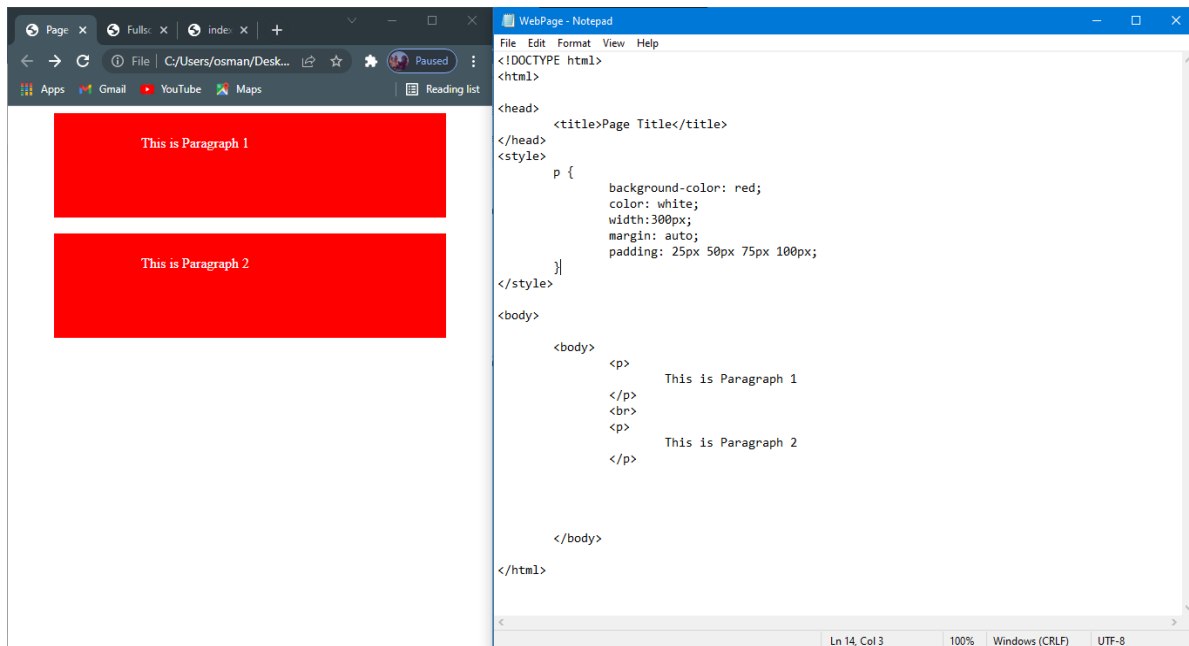 Page
Fullsc
index
File
C:/Users/osman/Desk...
Paused
Apps
Gmail
YouTube
Maps
Reading list
This is Paragraph 1
This is Paragraph 2
WebPage - Notepad
File Edit Format View Help
<!DOCTYPE html>
<html>
<head>
<title>Page Title</title>
</head>
<style>
p {
background-color: red;
color: white;
width:300px;
margin: auto;
padding: 25px 50px 75px 100px;
}
</style>
<body>
<body>
<p>
This is Paragraph 1
</p>
<br>
<p>
This is Paragraph 2
</p>
</body>
</html>
Ln 14, Col 3
100%
Windows (CRLF)
UTF-8